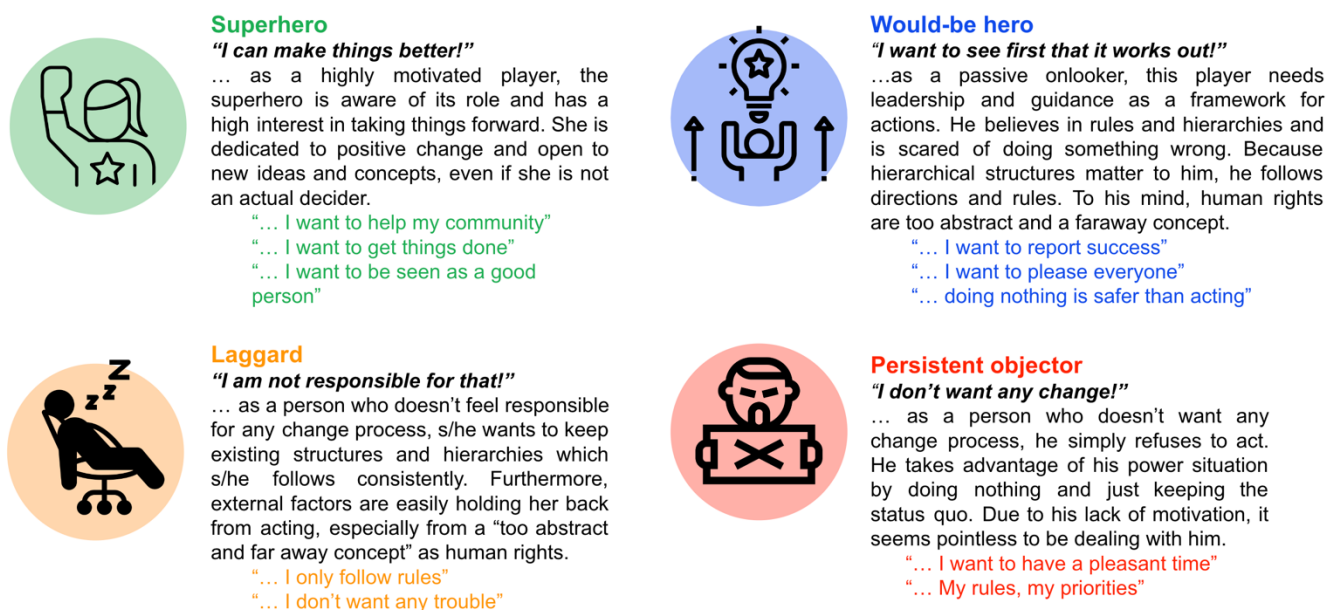 Superhero
"I can make things better!"
… as a highly motivated player, the
superhero is aware of its role and has a
high interest in taking things forward. She is
dedicated to positive change and open to
new ideas and concepts, even if she is not
an actual decider.
"… I want to help my community"
"… I want to get things done"
"… I want to be seen as a good
person"
Would-be hero
"I want to see first that it works out!"
…as a passive onlooker, this player needs
leadership and guidance as a framework for
actions. He believes in rules and hierarchies and
is scared of doing something wrong. Because
hierarchical structures matter to him, he follows
directions and rules. To his mind, human rights
are too abstract and a faraway concept.
"… I want to report success"
"… I want to please everyone"
"… doing nothing is safer than acting"
z z Z
Laggard
"I am not responsible for that!"
… as a person who doesn't feel responsible
for any change process, s/he wants to keep
existing structures and hierarchies which
s/he follows consistently. Furthermore,
external factors are easily holding her back
from acting, especially from a "too abstract
and far away concept" as human rights.
"… I only follow rules"
"… I don't want any trouble"
Persistent objector
"I don't want any change!"
… as a person who doesn't want any
change process, he simply refuses to act.
He takes advantage of his power situation
by doing nothing and just keeping the
status quo. Due to his lack of motivation, it
seems pointless to be dealing with him.
"… I want to have a pleasant time"
"… My rules, my priorities"